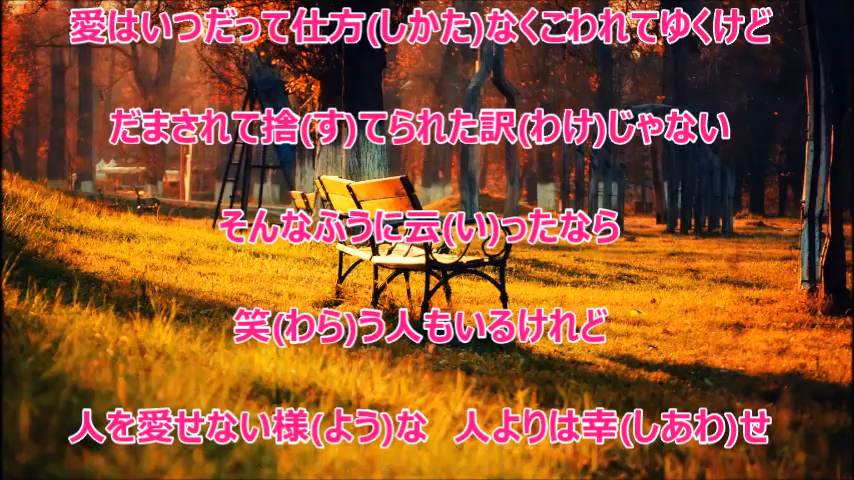 愛はいつだって仕方(しかた)なくこわれてゆくけど
だまされて捨(す)てられた訳(わけ)じゃない
そんなふうに云(い)ったなら
笑(わら)う人もいるけれど
人を愛せない様(よう)な　人よりは幸(しあわ)せ